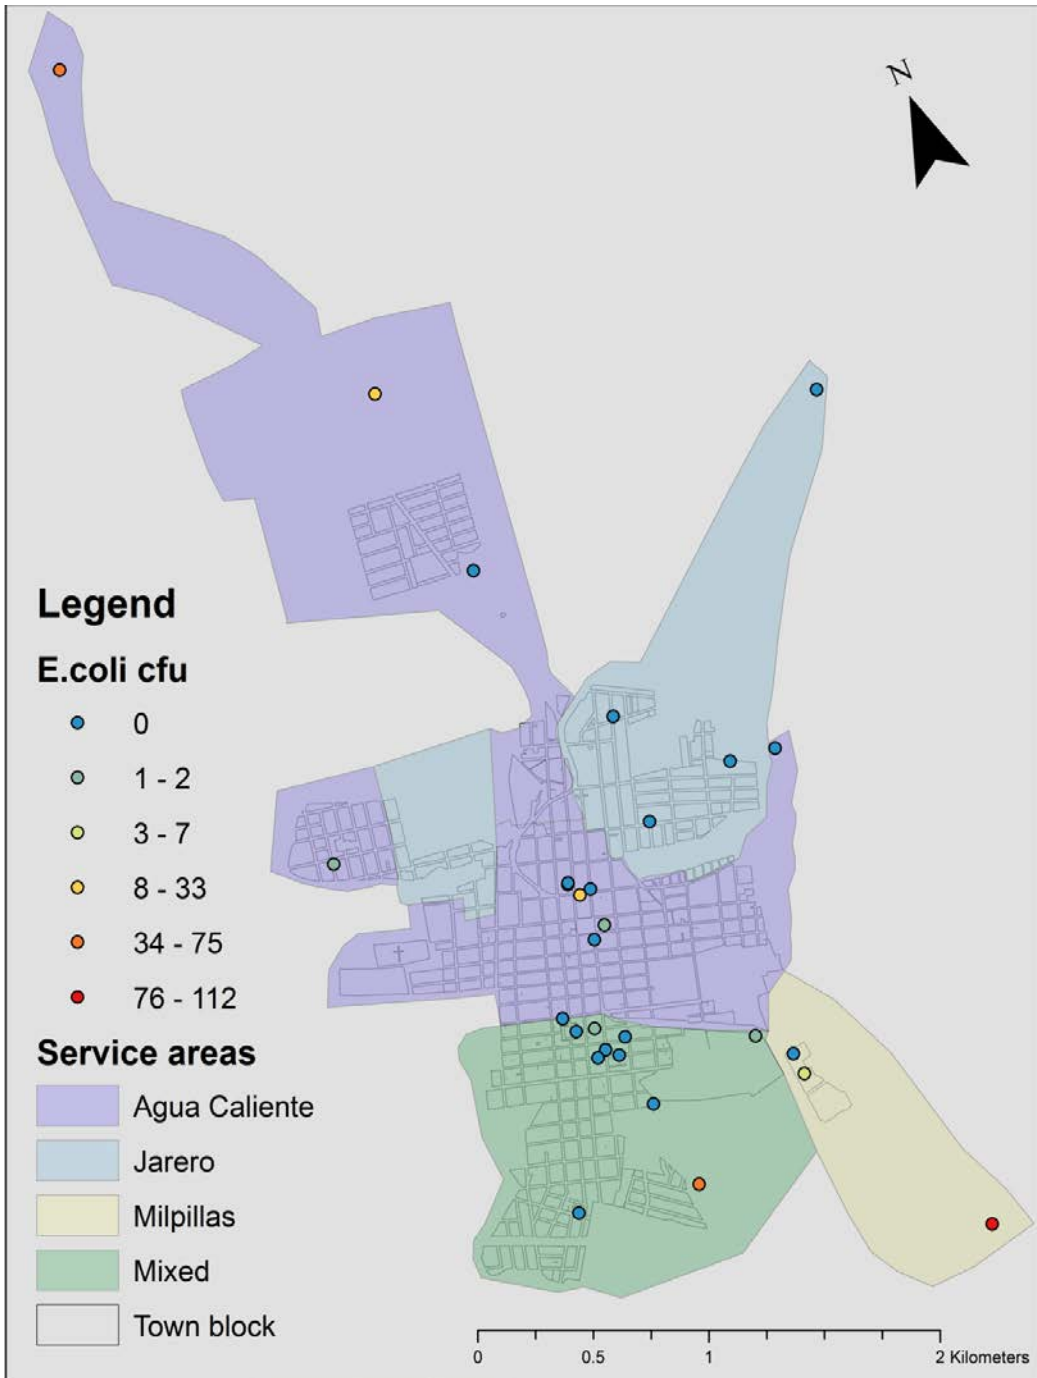 N
Legend
E.coli cfu
0
1 - 2
3 - 7
8 - 33
34 - 75
76 - 112
Service areas
Agua Caliente
Jarero
Milpillas
Mixed
Town block
0 0.5 1 2 Kilometers